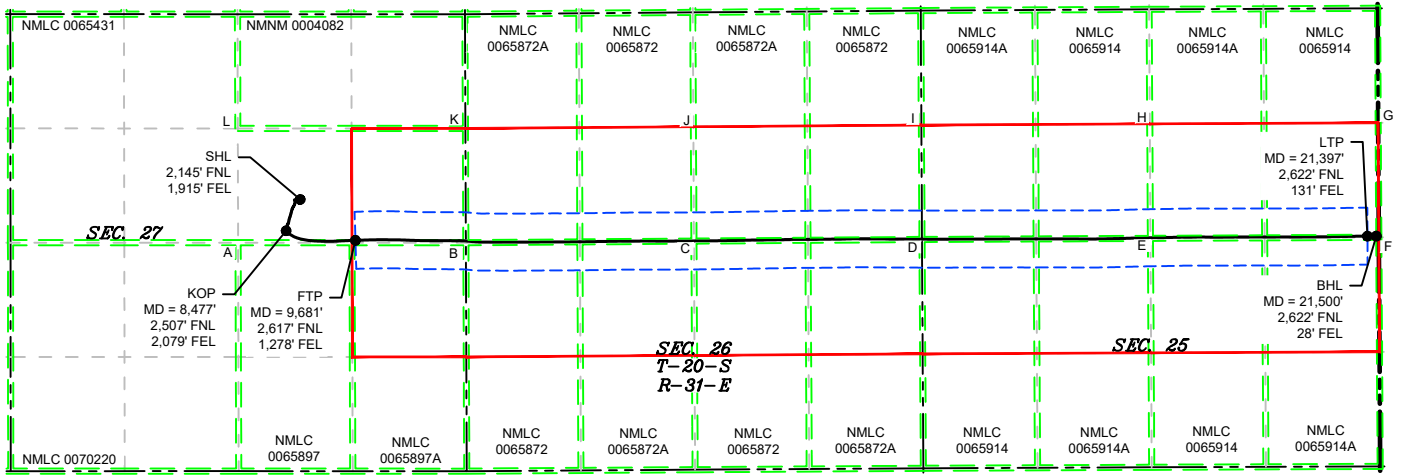 NMLC 0065431
NMNM 0004082
NMLC
0065872A
NMLC
0065872
NMLC
0065872A
NMLC
0065872
NMLC
0065914A
NMLC
0065914
NMLC
0065914A
NMLC
0065914
L
K
J
I
H
G
SHL
2,145' FNL
1,915' FEL
LTP
MD = 21,397'
2,622' FNL
131' FEL
SEC. 27
A
B
C
D
E
F
KOP
MD = 8,477'
2,507' FNL
2,079' FEL
FTP
MD = 9,681'
2,617' FNL
1,278' FEL
BHL
MD = 21,500'
2,622' FNL
28' FEL
SEC. 26
T-20-S
R-31-E
SEC. 25
NMLC 0070220
NMLC
0065897
NMLC
0065897A
NMLC
0065872
NMLC
0065872A
NMLC
0065872
NMLC
0065872A
NMLC
0065914
NMLC
0065914A
NMLC
0065914
NMLC
0065914A